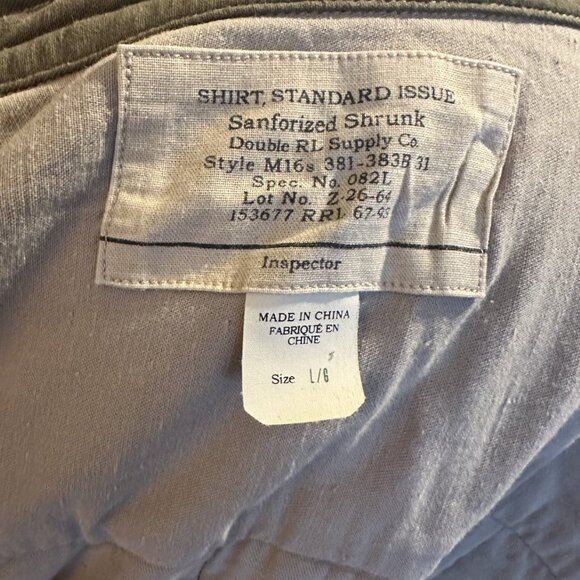 SHIRT, STANDARD ISSUE
Sanforized Shrunk
Double RL Supply Co.
Style M16s 381-383B 31
Spec. No. 082L
Lot No. Z-26-64
153677 RRL 67-93
Inspector
MADE IN CHINA
FABRIQUÉ EN
CHINE
Size L/G